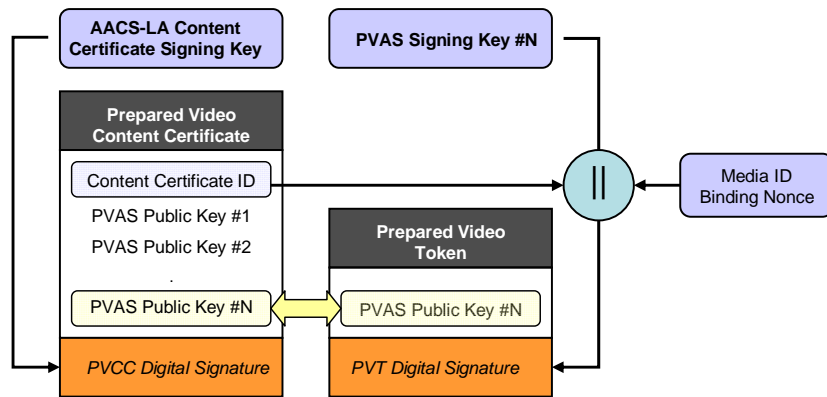 AACS-LA Content
Certificate Signing Key
PVAS Signing Key #N
Prepared Video
Content Certificate
Content Certificate ID
PVAS Public Key #1
PVAS Public Key #2
.
PVAS Public Key #N
||
Media ID
Binding Nonce
Prepared Video
Token
PVAS Public Key #N
PVCC Digital Signature
PVT Digital Signature